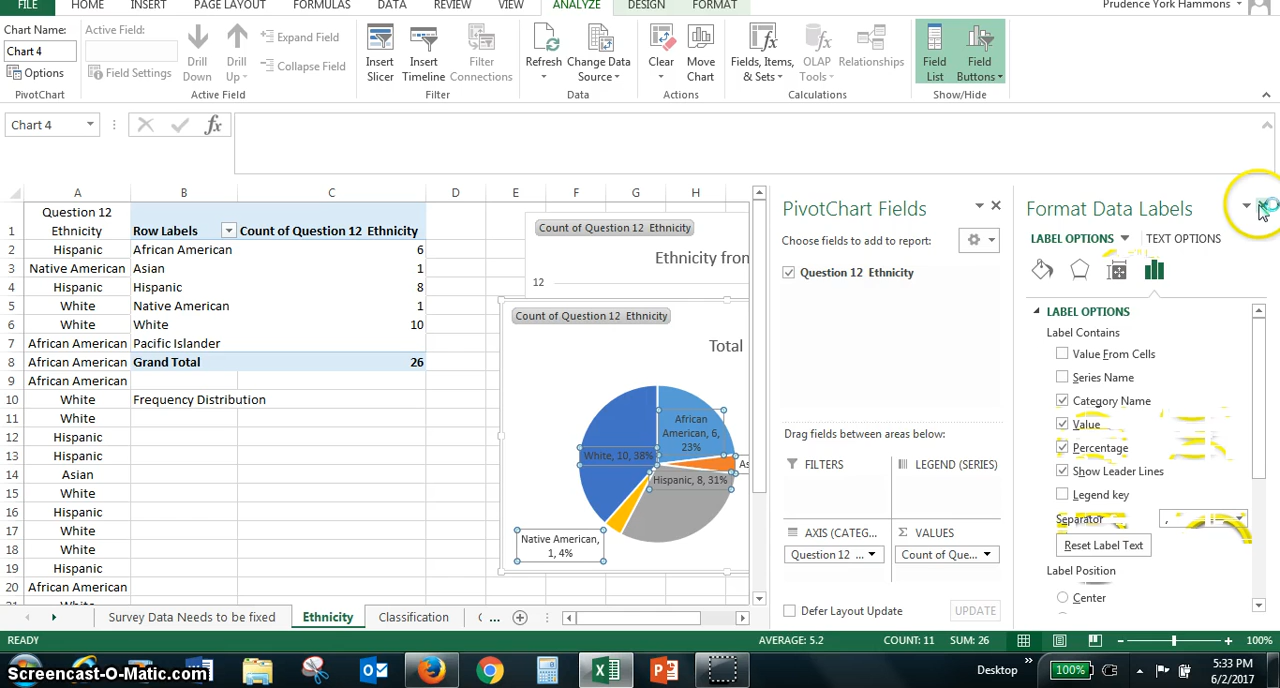 FILE HOME INSERT PAGE LAYOUT FORMULAS DATA REVIEW VIEW ANALYZE DESIGN FORMAT Prudence York Hammons
Chart Name:
Chart 4
Options
PivotChart
Active Field:
Field Settings
Drill Down
Drill Up
Expand Field
Collapse Field
Active Field
Insert Slicer
Insert Timeline
Filter Connections
Filter
Refresh
Change Data Source
Data
Clear
Move Chart
Actions
Fields, Items, & Sets
OLAP Tools
Relationships
Calculations
Field List
Field Buttons
Show/Hide
Chart 4
fx
A B C D E F G H
1 Question 12 Ethnicity Row Labels Count of Question 12 Ethnicity
2 Hispanic African American 6
3 Native American Asian 1
4 Hispanic Hispanic 8
5 White Native American 1
6 White White 10
7 African American Pacific Islander
8 African American Grand Total 26
9 African American
10 White Frequency Distribution
11 White
12 Hispanic
13 Hispanic
14 Asian
15 White
16 Hispanic
17 White
18 White
19 Hispanic
20 African American
Count of Question 12 Ethnicity
Ethnicity from
12
Count of Question 12 Ethnicity
Total
African
American, 6,
23%
White, 10, 38%
As
Hispanic, 8, 31%
Native American,
1, 4%
PivotChart Fields
Choose fields to add to report:
Question 12 Ethnicity
Drag fields between areas below:
FILTERS
LEGEND (SERIES)
AXIS (CATEG...
Question 12 ...
Σ VALUES
Count of Que...
Defer Layout Update
UPDATE
Format Data Labels
LABEL OPTIONS
TEXT OPTIONS
LABEL OPTIONS
Label Contains
Value From Cells
Series Name
Category Name
Value
Percentage
Show Leader Lines
Legend key
Separator ,
Reset Label Text
Label Position
Center
Survey Data Needs to be fixed Ethnicity Classification ...
READY AVERAGE: 5.2 COUNT: 11 SUM: 26 100%
Screencast-O-Matic.com
Desktop
100%
5:33 PM
6/2/2017